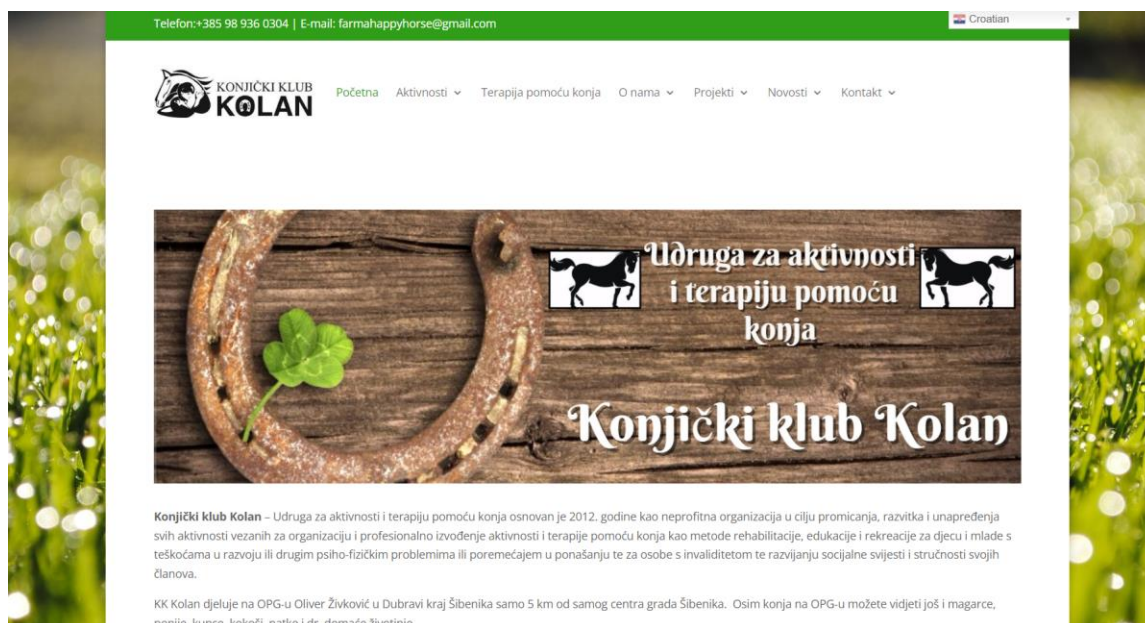 Telefon:+385 98 936 0304 | E-mail: farmahappyhorse@gmail.com
Croatian
KONJIČKI KLUB
KOLAN
Početna Aktivnosti Terapija pomoću konja O nama Projekti Novosti Kontakt
Udruga za aktivnosti
i terapiju pomoću
konja
Konjički klub Kolan
Konjički klub Kolan – Udruga za aktivnosti i terapiju pomoću konja osnovan je 2012. godine kao neprofitna organizacija u cilju promicanja, razvitka i unapređenja
svih aktivnosti vezanih za organizaciju i profesionalno izvođenje aktivnosti i terapije pomoću konja kao metode rehabilitacije, edukacije i rekreacije za djecu i mlade s
teškoćama u razvoju ili drugim psiho-fizičkim problemima ili poremećajem u ponašanju te za osobe s invaliditetom te razvijanju socijalne svijesti i stručnosti svojih
članova.
KK Kolan djeluje na OPG-u Oliver Živković u Dubravi kraj Šibenika samo 5 km od samog centra grada Šibenika. Osim konja na OPG-u možete vidjeti još i magarce,